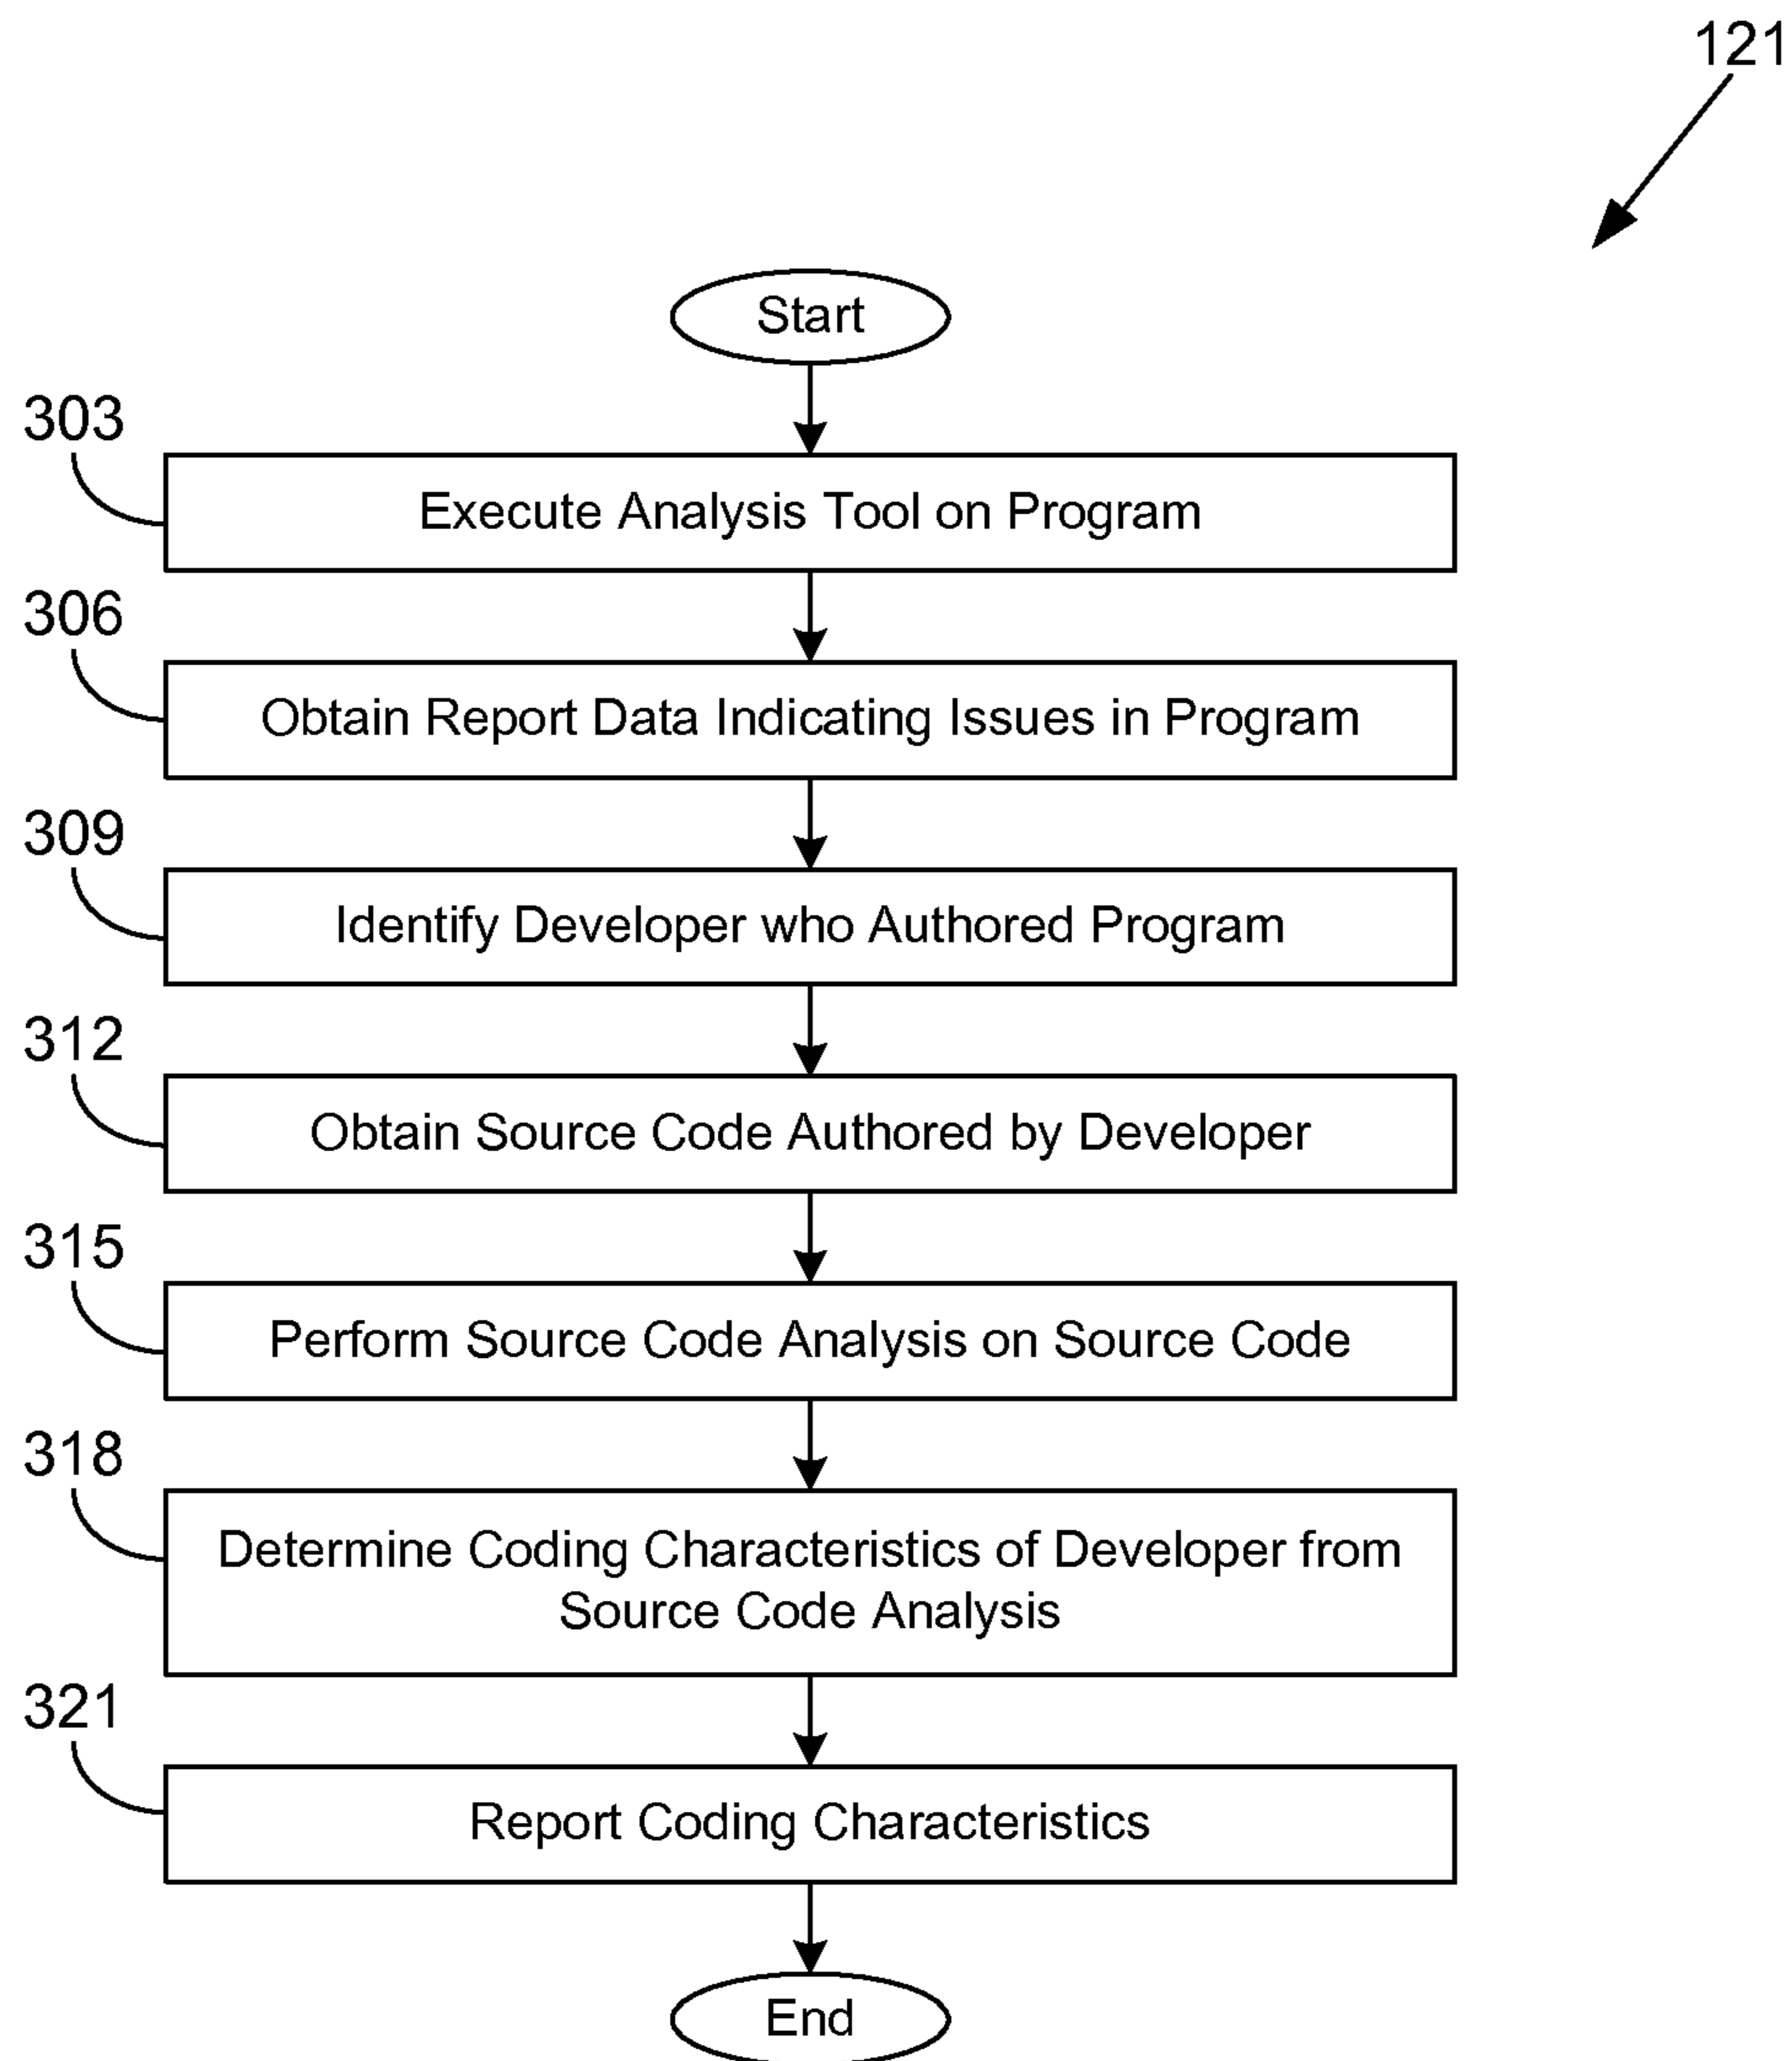 121
Start
303
Execute Analysis Tool on Program
306
Obtain Report Data Indicating Issues in Program
309
Identify Developer who Authored Program
312
Obtain Source Code Authored by Developer
315
Perform Source Code Analysis on Source Code
318
Determine Coding Characteristics of Developer from
Source Code Analysis
321
Report Coding Characteristics
End